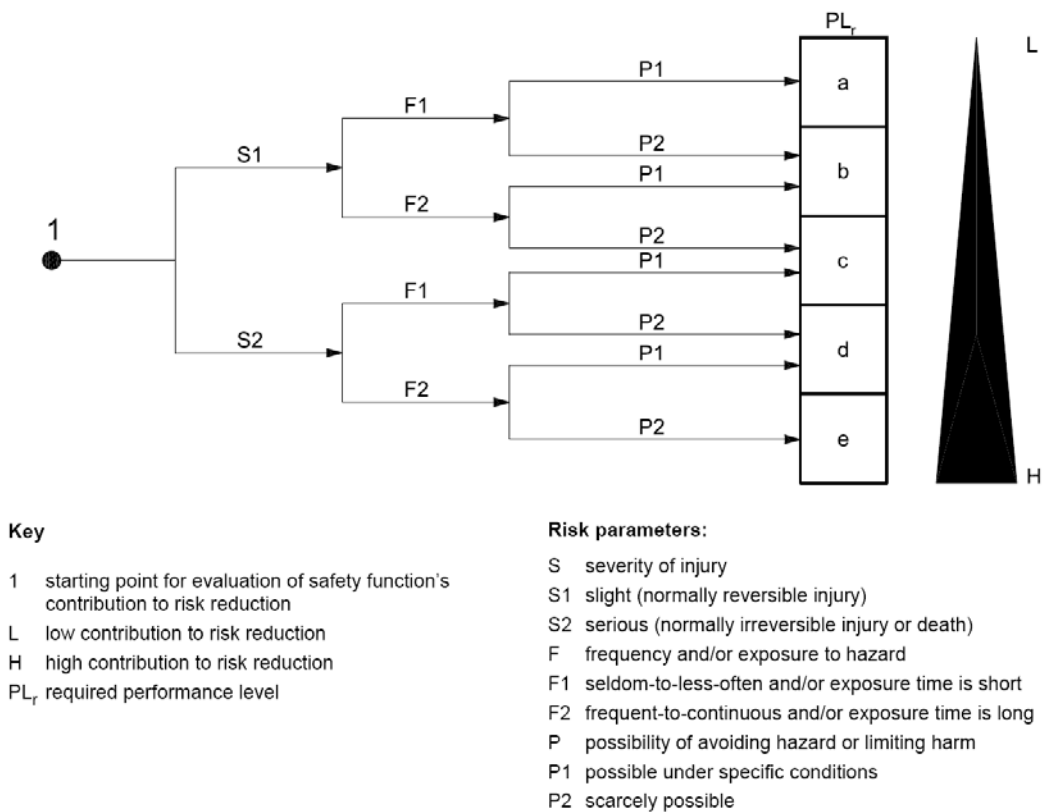 PLr
L
P1
a
F1
P2
S1
b
P1
F2
1
P2
c
P1
F1
P2
S2
d
P1
F2
P2
e
H
Key
1 starting point for evaluation of safety function's
contribution to risk reduction
L low contribution to risk reduction
H high contribution to risk reduction
PLr required performance level
Risk parameters:
S severity of injury
S1 slight (normally reversible injury)
S2 serious (normally irreversible injury or death)
F frequency and/or exposure to hazard
F1 seldom-to-less-often and/or exposure time is short
F2 frequent-to-continuous and/or exposure time is long
P possibility of avoiding hazard or limiting harm
P1 possible under specific conditions
P2 scarcely possible